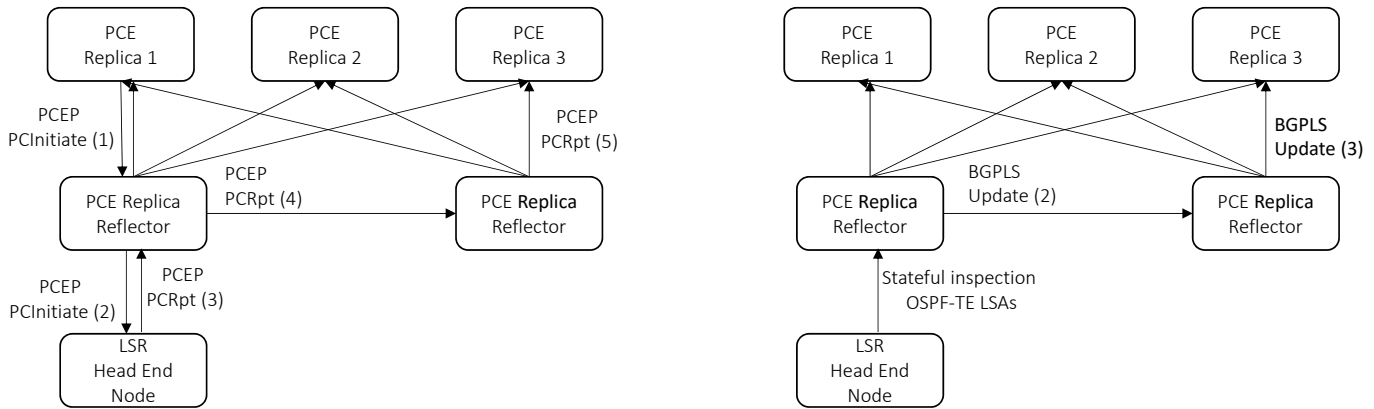 PCE
Replica 1
PCE
Replica 2
PCE
Replica 3
PCEP
PCInitiate (1)
PCEP
PCRpt (5)
PCE Replica
Reflector
PCEP
PCRpt (4)
PCE Replica
Reflector
PCEP
PCInitiate (2)
PCEP
PCRpt (3)
LSR
Head End
Node
PCE
Replica 1
PCE
Replica 2
PCE
Replica 3
BGPLS
Update (3)
PCE Replica
Reflector
BGPLS
Update (2)
PCE Replica
Reflector
Stateful inspection
OSPF-TE LSAs
LSR
Head End
Node